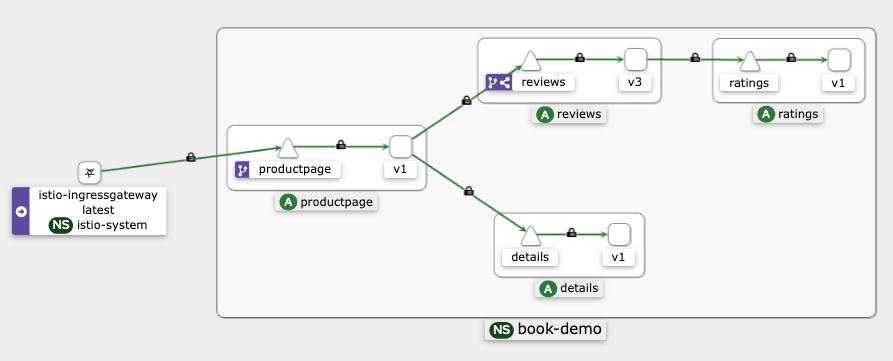 istio-ingressgateway
latest
NS istio-system
productpage
v1
A productpage
reviews
v3
A reviews
ratings
v1
A ratings
details
v1
A details
NS book-demo